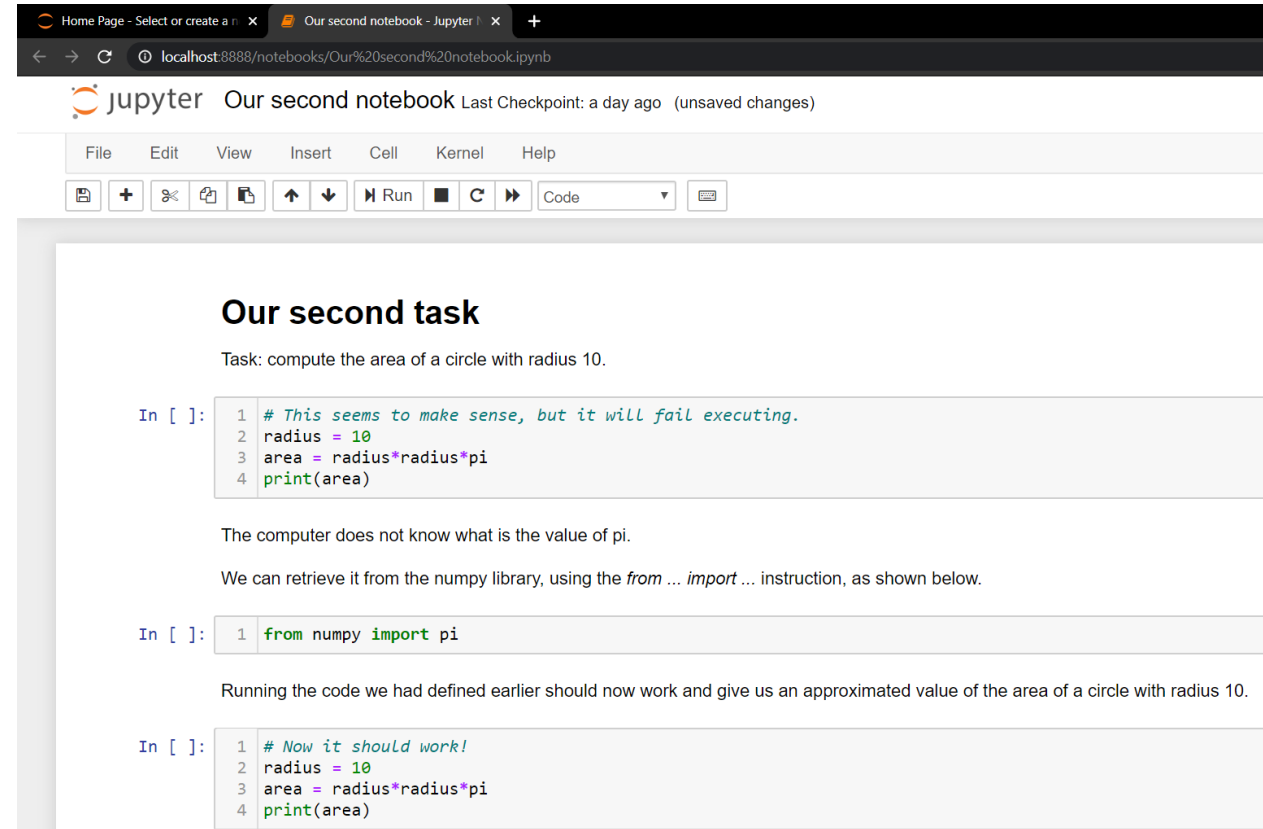 Home Page - Select or create a n
Our second notebook - Jupyter N
localhost:8888/notebooks/Our%20second%20notebook.ipynb
jupyter Our second notebook Last Checkpoint: a day ago (unsaved changes)
File Edit View Insert Cell Kernel Help
Run Code
Our second task
Task: compute the area of a circle with radius 10.
In [ ]: 1 # This seems to make sense, but it will fail executing.
2 radius = 10
3 area = radius*radius*pi
4 print(area)
The computer does not know what is the value of pi.
We can retrieve it from the numpy library, using the from ... import ... instruction, as shown below.
In [ ]: 1 from numpy import pi
Running the code we had defined earlier should now work and give us an approximated value of the area of a circle with radius 10.
In [ ]: 1 # Now it should work!
2 radius = 10
3 area = radius*radius*pi
4 print(area)